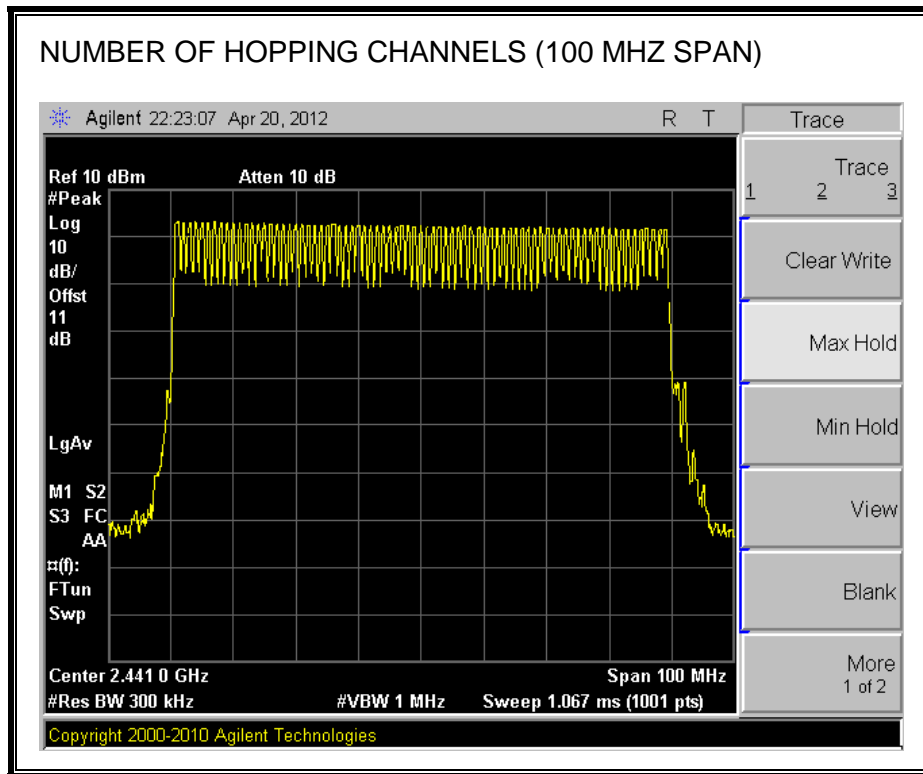 NUMBER OF HOPPING CHANNELS (100 MHZ SPAN)
Agilent 22:23:07 Apr 20, 2012 R T
Trace
Ref 10 dBm Atten 10 dB
#Peak
Log
10
dB/
Offst
11
dB
LgAv
M1 S2
S3 FC
AA
¤(f):
FTun
Swp
Center 2.441 0 GHz Span 100 MHz
#Res BW 300 kHz #VBW 1 MHz Sweep 1.067 ms (1001 pts)
Trace
1 2 3
Clear Write
Max Hold
Min Hold
View
Blank
More
1 of 2
Copyright 2000-2010 Agilent Technologies